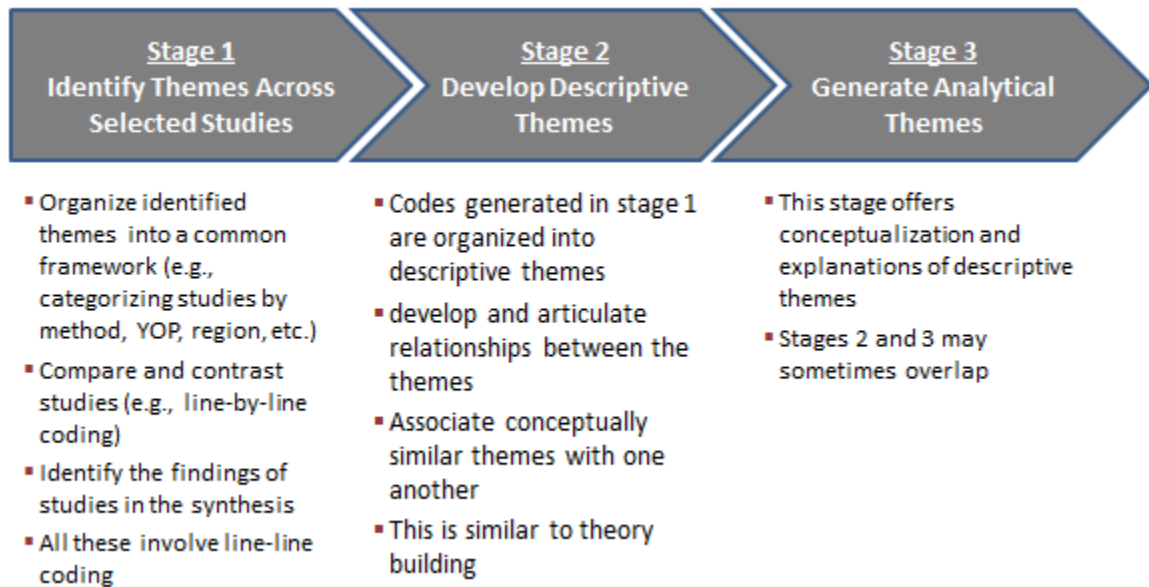 Stage 1
Identify Themes Across
Selected Studies
▪ Organize identified
themes into a common
framework (e.g.,
categorizing studies by
method, YOP, region, etc.)
▪ Compare and contrast
studies (e.g., line-by-line
coding)
▪ Identify the findings of
studies in the synthesis
▪ All these involve line-line
coding
Stage 2
Develop Descriptive
Themes
▪ Codes generated in stage 1
are organized into
descriptive themes
▪ develop and articulate
relationships between the
themes
▪ Associate conceptually
similar themes with one
another
▪ This is similar to theory
building
Stage 3
Generate Analytical
Themes
▪ This stage offers
conceptualization and
explanations of descriptive
themes
▪ Stages 2 and 3 may
sometimes overlap